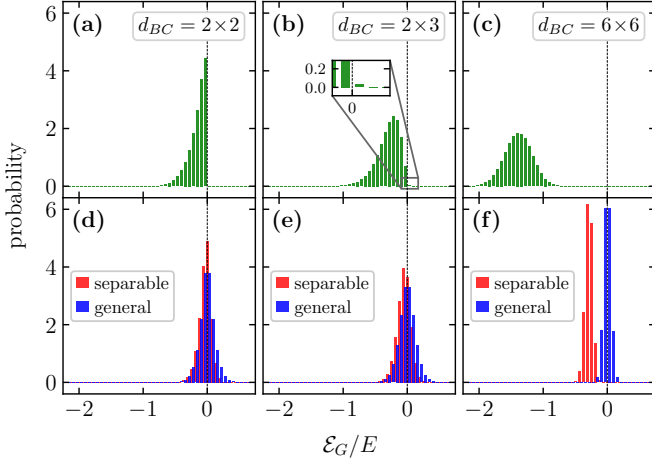 (a) d_{BC} = 2×2
(b) d_{BC} = 2×3
(c) d_{BC} = 6×6
6
4
2
0
0.2
0.0
0
probability
(d)
(e)
(f)
6
4
2
0
separable
general
separable
general
separable
general
−2 −1 0
−2 −1 0
−2 −1 0
ℰ_G/E